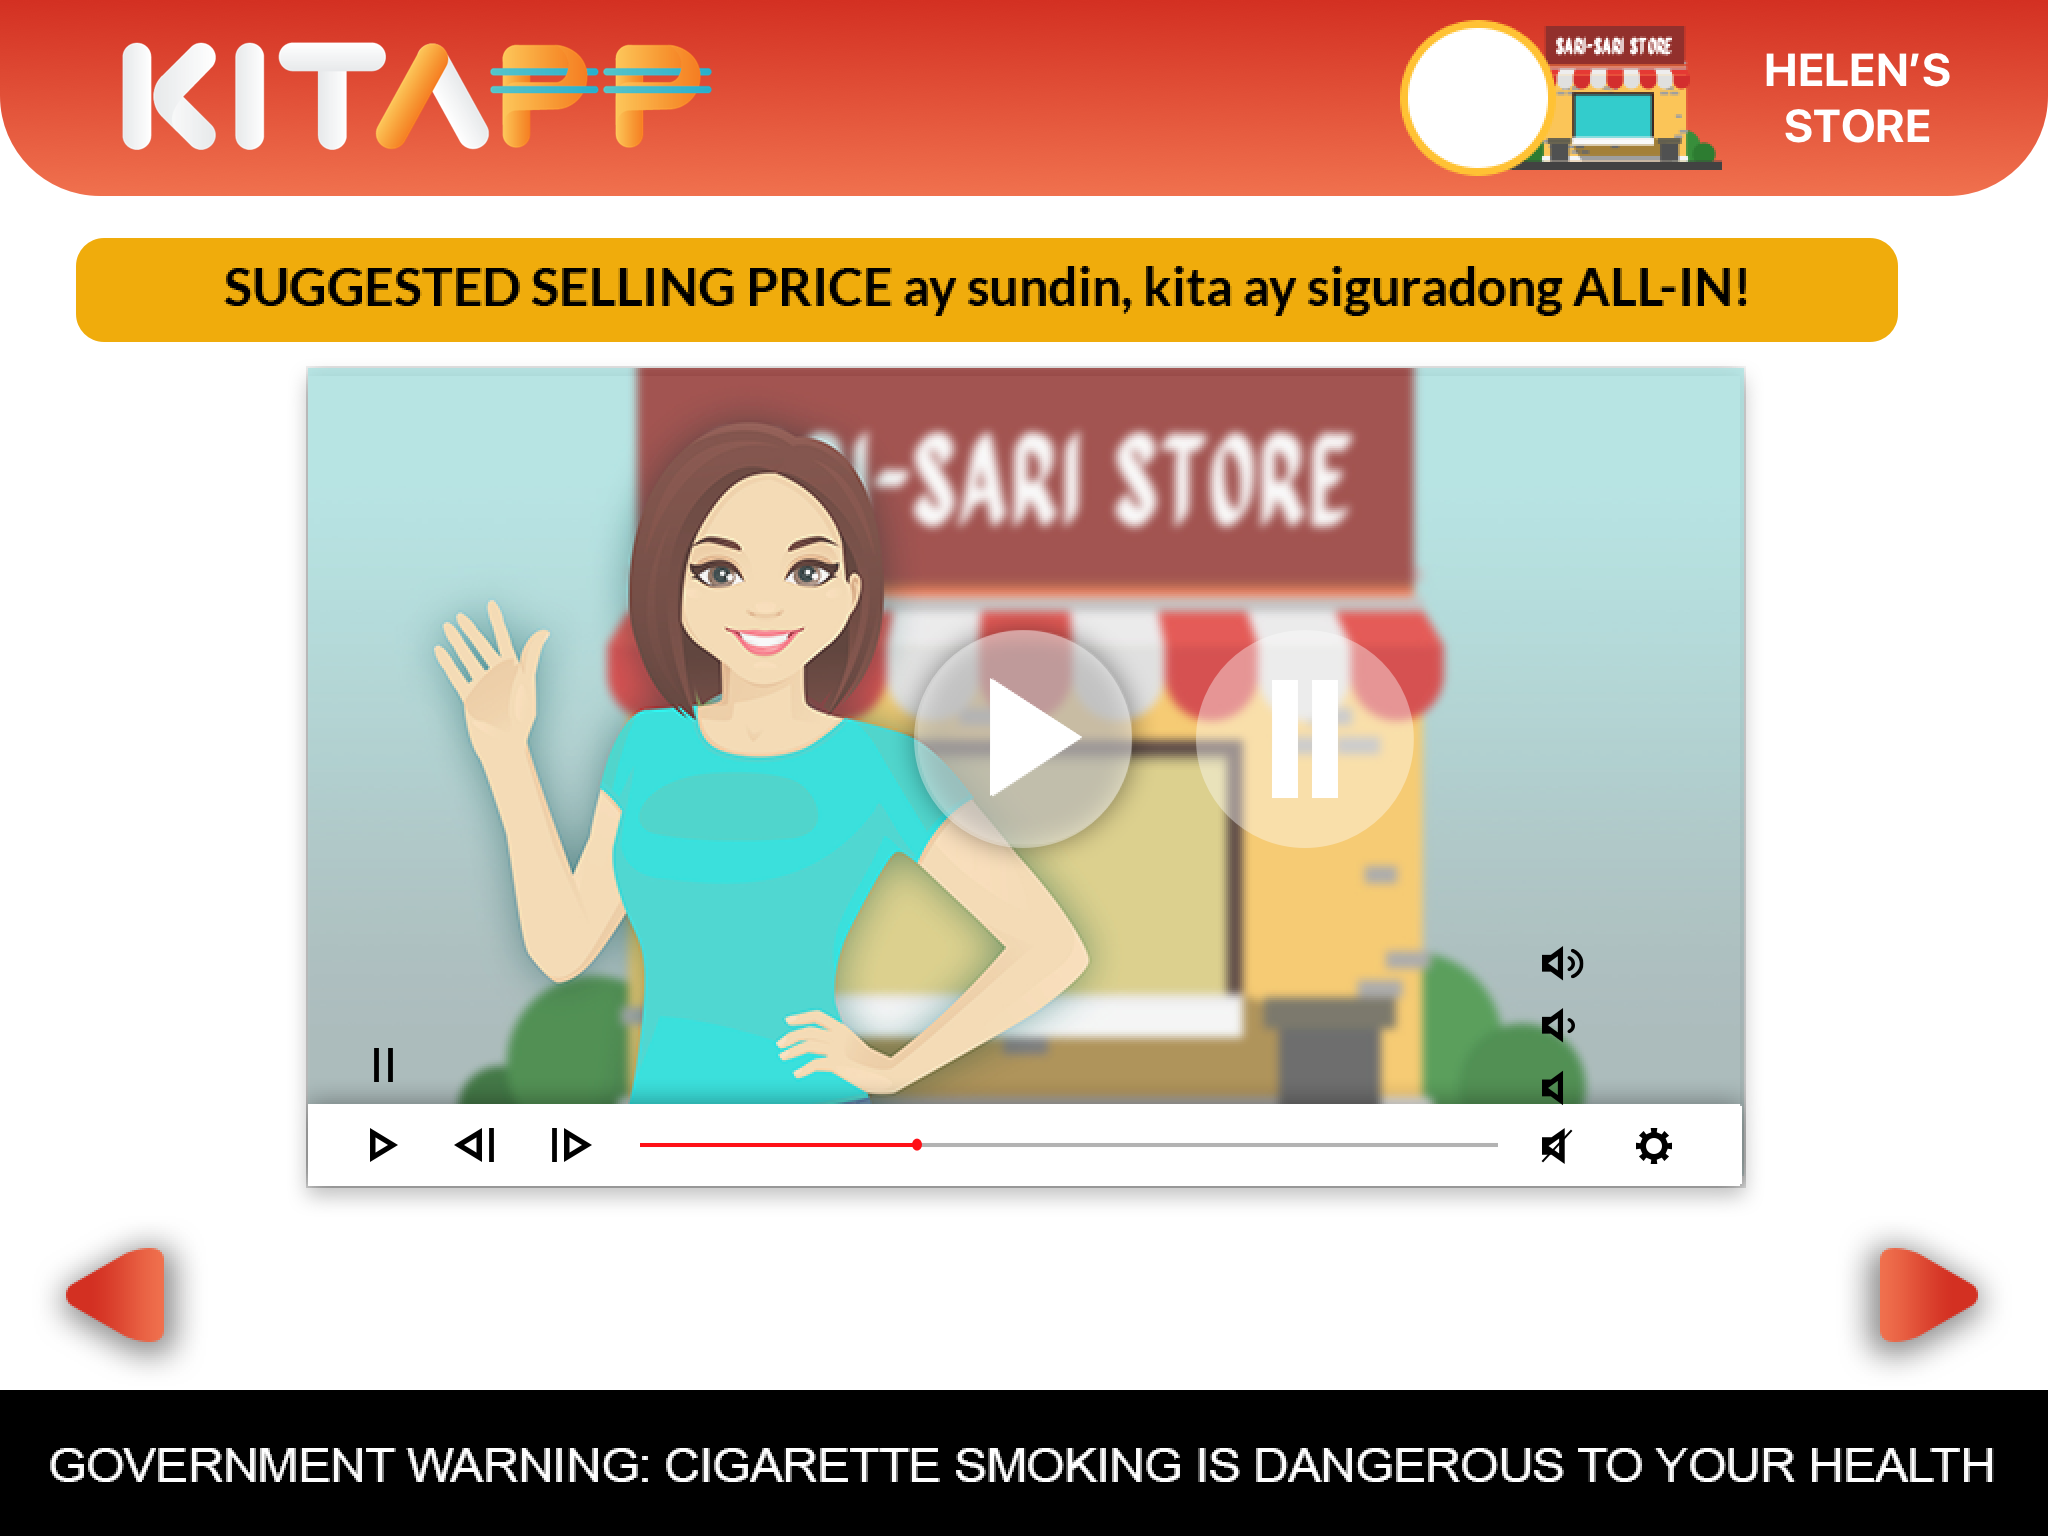 KITAPP
SARI-SARI STORE
HELEN'S
STORE
SUGGESTED SELLING PRICE ay sundin, kita ay siguradong ALL-IN!
I-SARI STORE
GOVERNMENT WARNING: CIGARETTE SMOKING IS DANGEROUS TO YOUR HEALTH